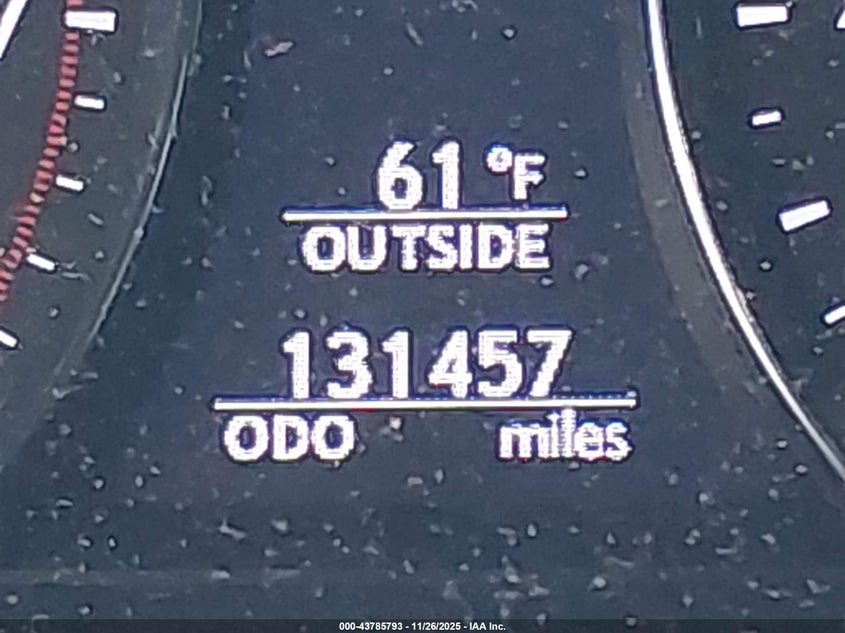 61 °F
OUTSIDE
131457
ODO miles
000-43785793 - 11/26/2025 - IAA Inc.